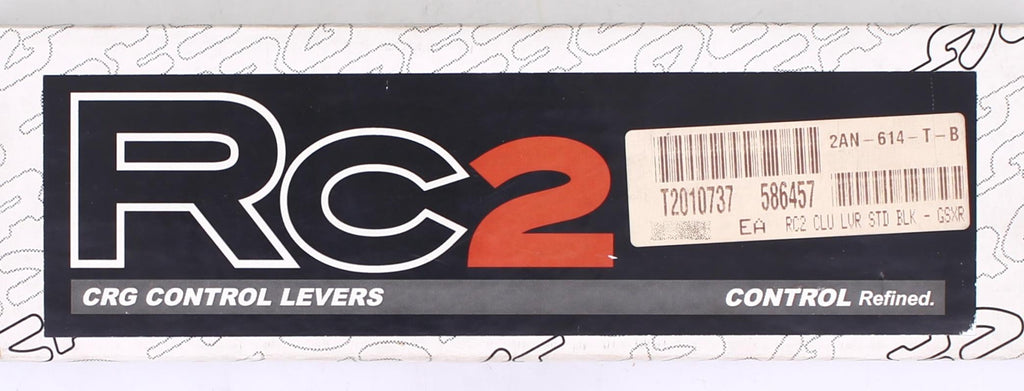 RC2
2AN-614-T-B
T2010737 586457
EA RC2 CLU LVR STD BLK - GSXR
CRG CONTROL LEVERS
CONTROL Refined.